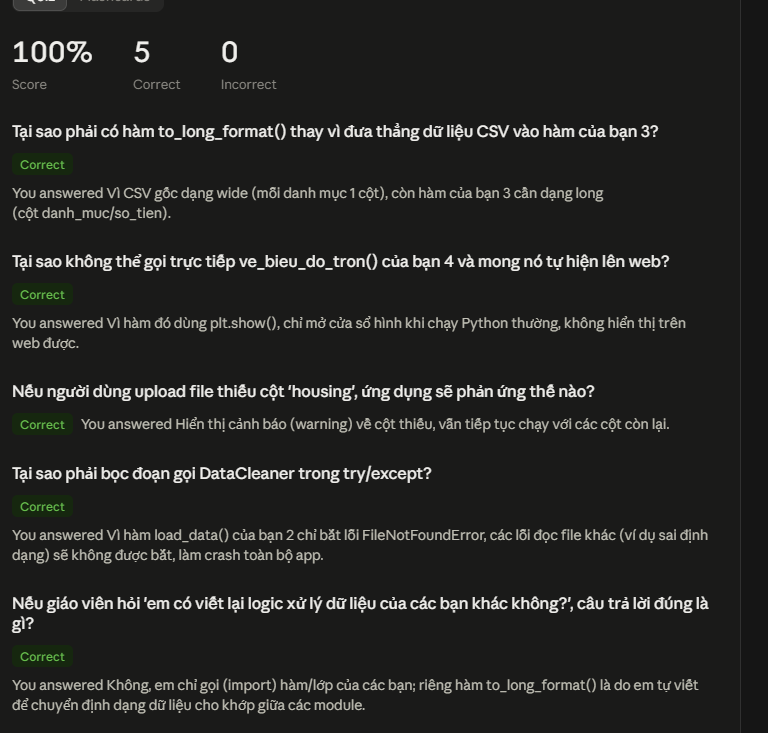 100% 5 0
Score Correct Incorrect
Tại sao phải có hàm to_long_format() thay vì đưa thẳng dữ liệu CSV vào hàm của bạn 3?
Correct
You answered Vì CSV gốc dạng wide (mỗi danh mục 1 cột), còn hàm của bạn 3 cần dạng long
(cột danh_muc/so_tien).
Tại sao không thể gọi trực tiếp ve_bieu_do_tron() của bạn 4 và mong nó tự hiện lên web?
Correct
You answered Vì hàm đó dùng plt.show(), chỉ mở cửa sổ hình khi chạy Python thường, không hiển thị trên
web được.
Nếu người dùng upload file thiếu cột 'housing', ứng dụng sẽ phản ứng thế nào?
Correct You answered Hiển thị cảnh báo (warning) về cột thiếu, vẫn tiếp tục chạy với các cột còn lại.
Tại sao phải bọc đoạn gọi DataCleaner trong try/except?
Correct
You answered Vì hàm load_data() của bạn 2 chỉ bắt lỗi FileNotFoundError, các lỗi đọc file khác (ví dụ sai định
dạng) sẽ không được bắt, làm crash toàn bộ app.
Nếu giáo viên hỏi 'em có viết lại logic xử lý dữ liệu của các bạn khác không?', câu trả lời đúng là
gì?
Correct
You answered Không, em chỉ gọi (import) hàm/lớp của các bạn; riêng hàm to_long_format() là do em tự viết
để chuyển định dạng dữ liệu cho khớp giữa các module.